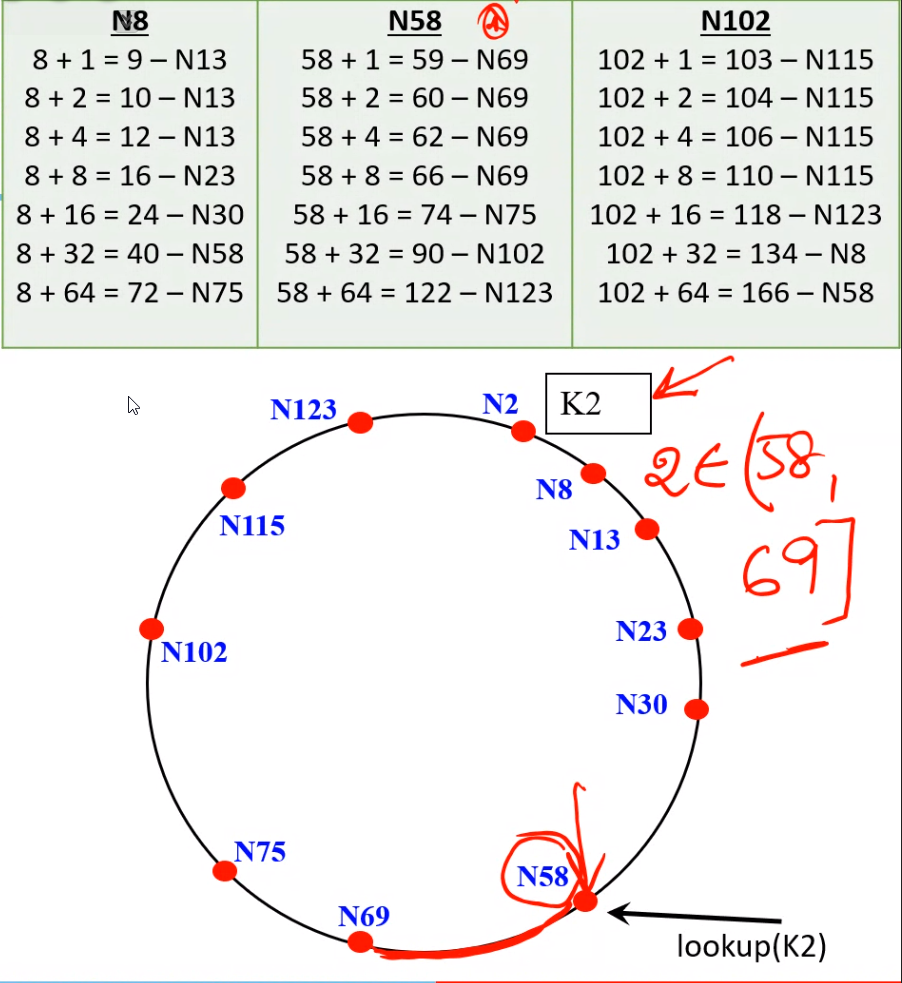 N8
8 + 1 = 9 – N13
8 + 2 = 10 – N13
8 + 4 = 12 – N13
8 + 8 = 16 – N23
8 + 16 = 24 – N30
8 + 32 = 40 – N58
8 + 64 = 72 – N75
N58
58 + 1 = 59 – N69
58 + 2 = 60 – N69
58 + 4 = 62 – N69
58 + 8 = 66 – N69
58 + 16 = 74 – N75
58 + 32 = 90 – N102
58 + 64 = 122 – N123
N102
102 + 1 = 103 – N115
102 + 2 = 104 – N115
102 + 4 = 106 – N115
102 + 8 = 110 – N115
102 + 16 = 118 – N123
102 + 32 = 134 – N8
102 + 64 = 166 – N58
N123
N2
K2
N8
2 ∈ (58,
69]
N115
N13
N23
N102
N30
N75
N58
N69
lookup(K2)